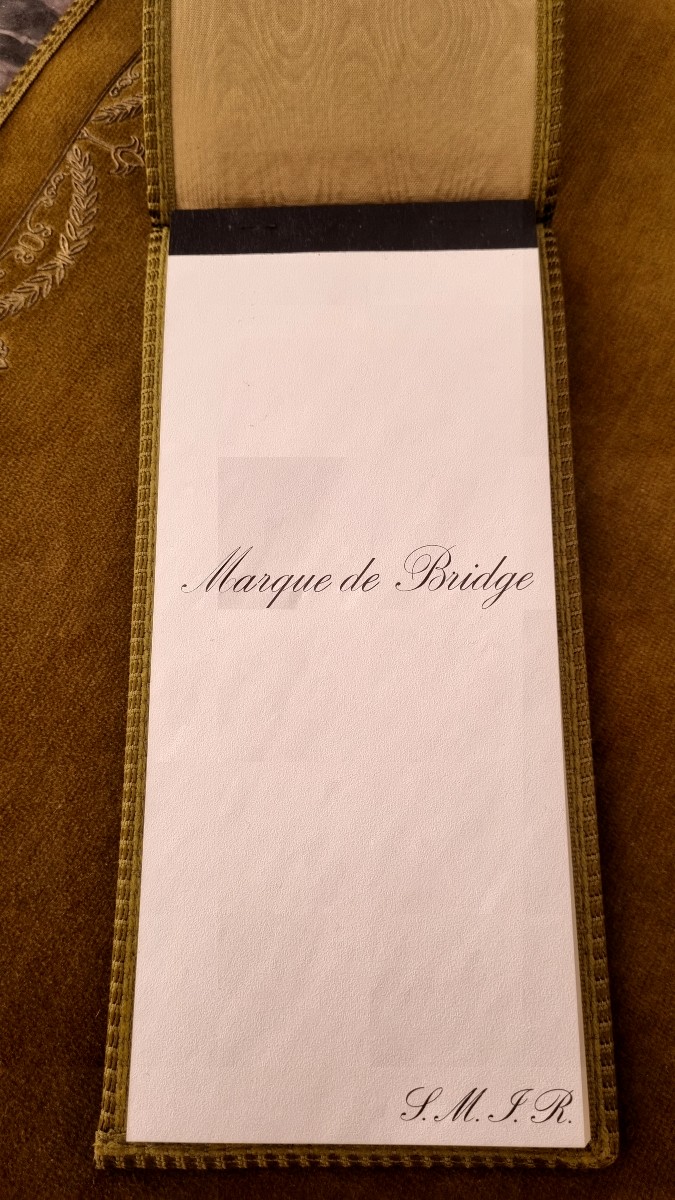 Marque de Bridge
S. M. I. R.